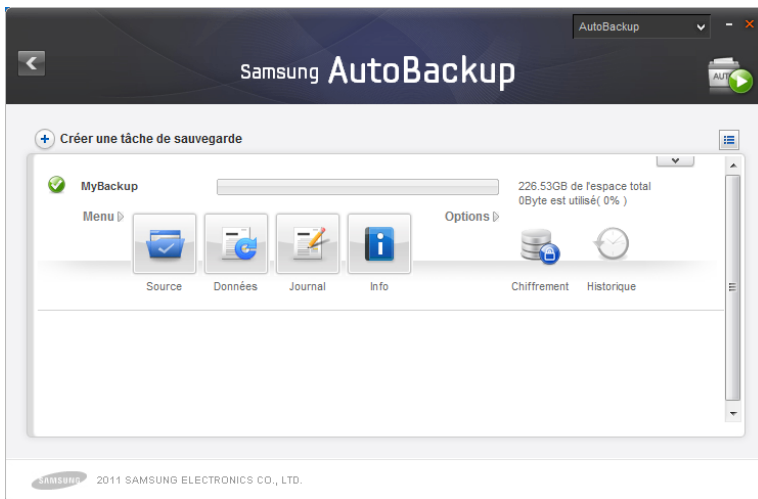 AutoBackup
samsung AutoBackup
AUTO
Créer une tâche de sauvegarde
MyBackup
226.53GB de l'espace total
0Byte est utilisé( 0% )
Menu
Options
Source
Données
Journal
Info
Chiffrement
Historique
SAMSUNG
2011 SAMSUNG ELECTRONICS CO., LTD.